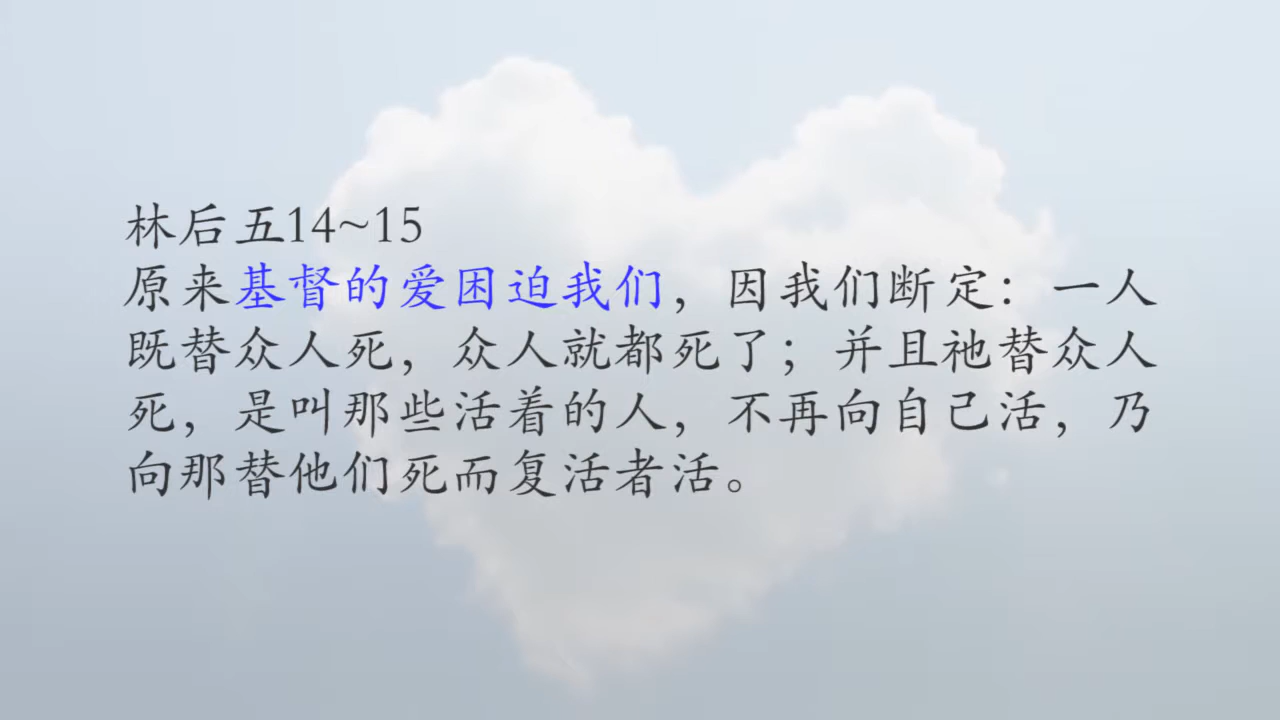 林后五14~15
原来基督的爱困迫我们，因我们断定：一人
既替众人死，众人就都死了；并且祂替众人
死，是叫那些活着的人，不再向自己活，乃
向那替他们死而复活者活。